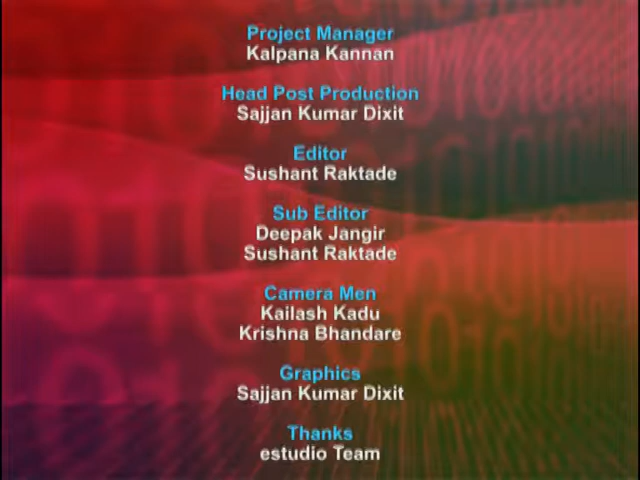 Project Manager
Kalpana Kannan
Head Post Production
Sajjan Kumar Dixit
Editor
Sushant Raktade
Sub Editor
Deepak Jangir
Sushant Raktade
Camera Men
Kailash Kadu
Krishna Bhandare
Graphics
Sajjan Kumar Dixit
Thanks
estudio Team